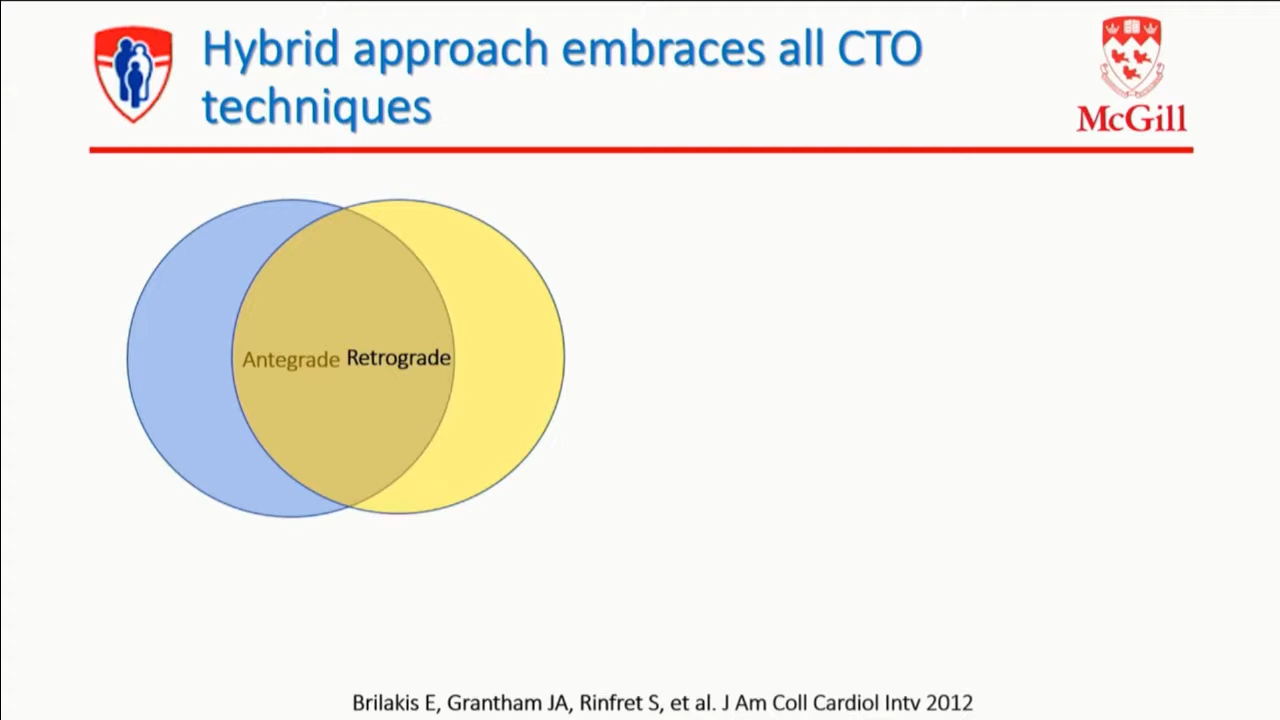 Hybrid approach embraces all CTO
techniques
McGill
Antegrade Retrograde
Brilakis E, Grantham JA, Rinfret S, et al. J Am Coll Cardiol Intv 2012